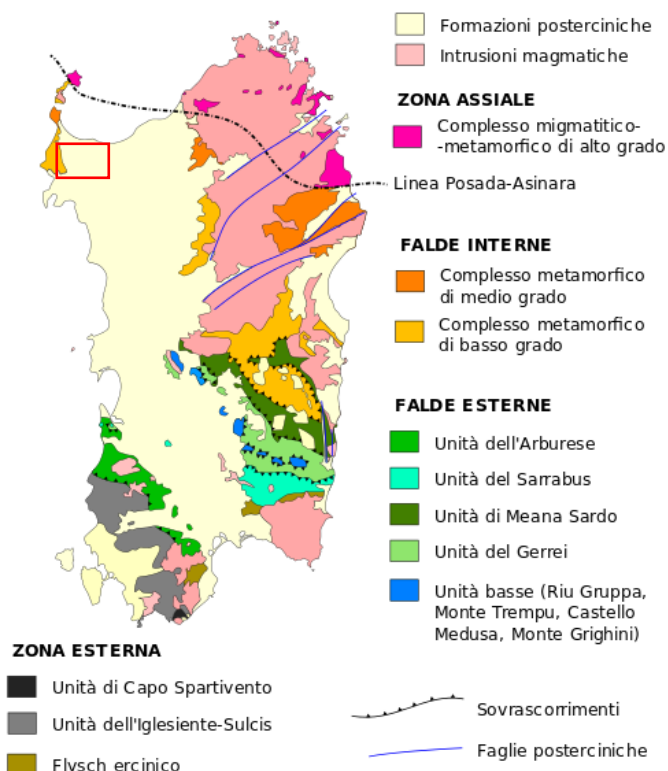 Formazioni posterciniche
Intrusioni magmatiche
ZONA ASSIALE
Complesso migmatitico-
-metamorfico di alto grado
Linea Posada-Asinara
FALDE INTERNE
Complesso metamorfico
di medio grado
Complesso metamorfico
di basso grado
FALDE ESTERNE
Unità dell'Arburese
Unità del Sarrabus
Unità di Meana Sardo
Unità del Gerrei
Unità basse (Riu Gruppa,
Monte Trempu, Castello
Medusa, Monte Grighini)
ZONA ESTERNA
Unità di Capo Spartivento
Unità dell'Iglesiente-Sulcis
Flysch ercinico
Sovrascorrimenti
Faglie posterciniche